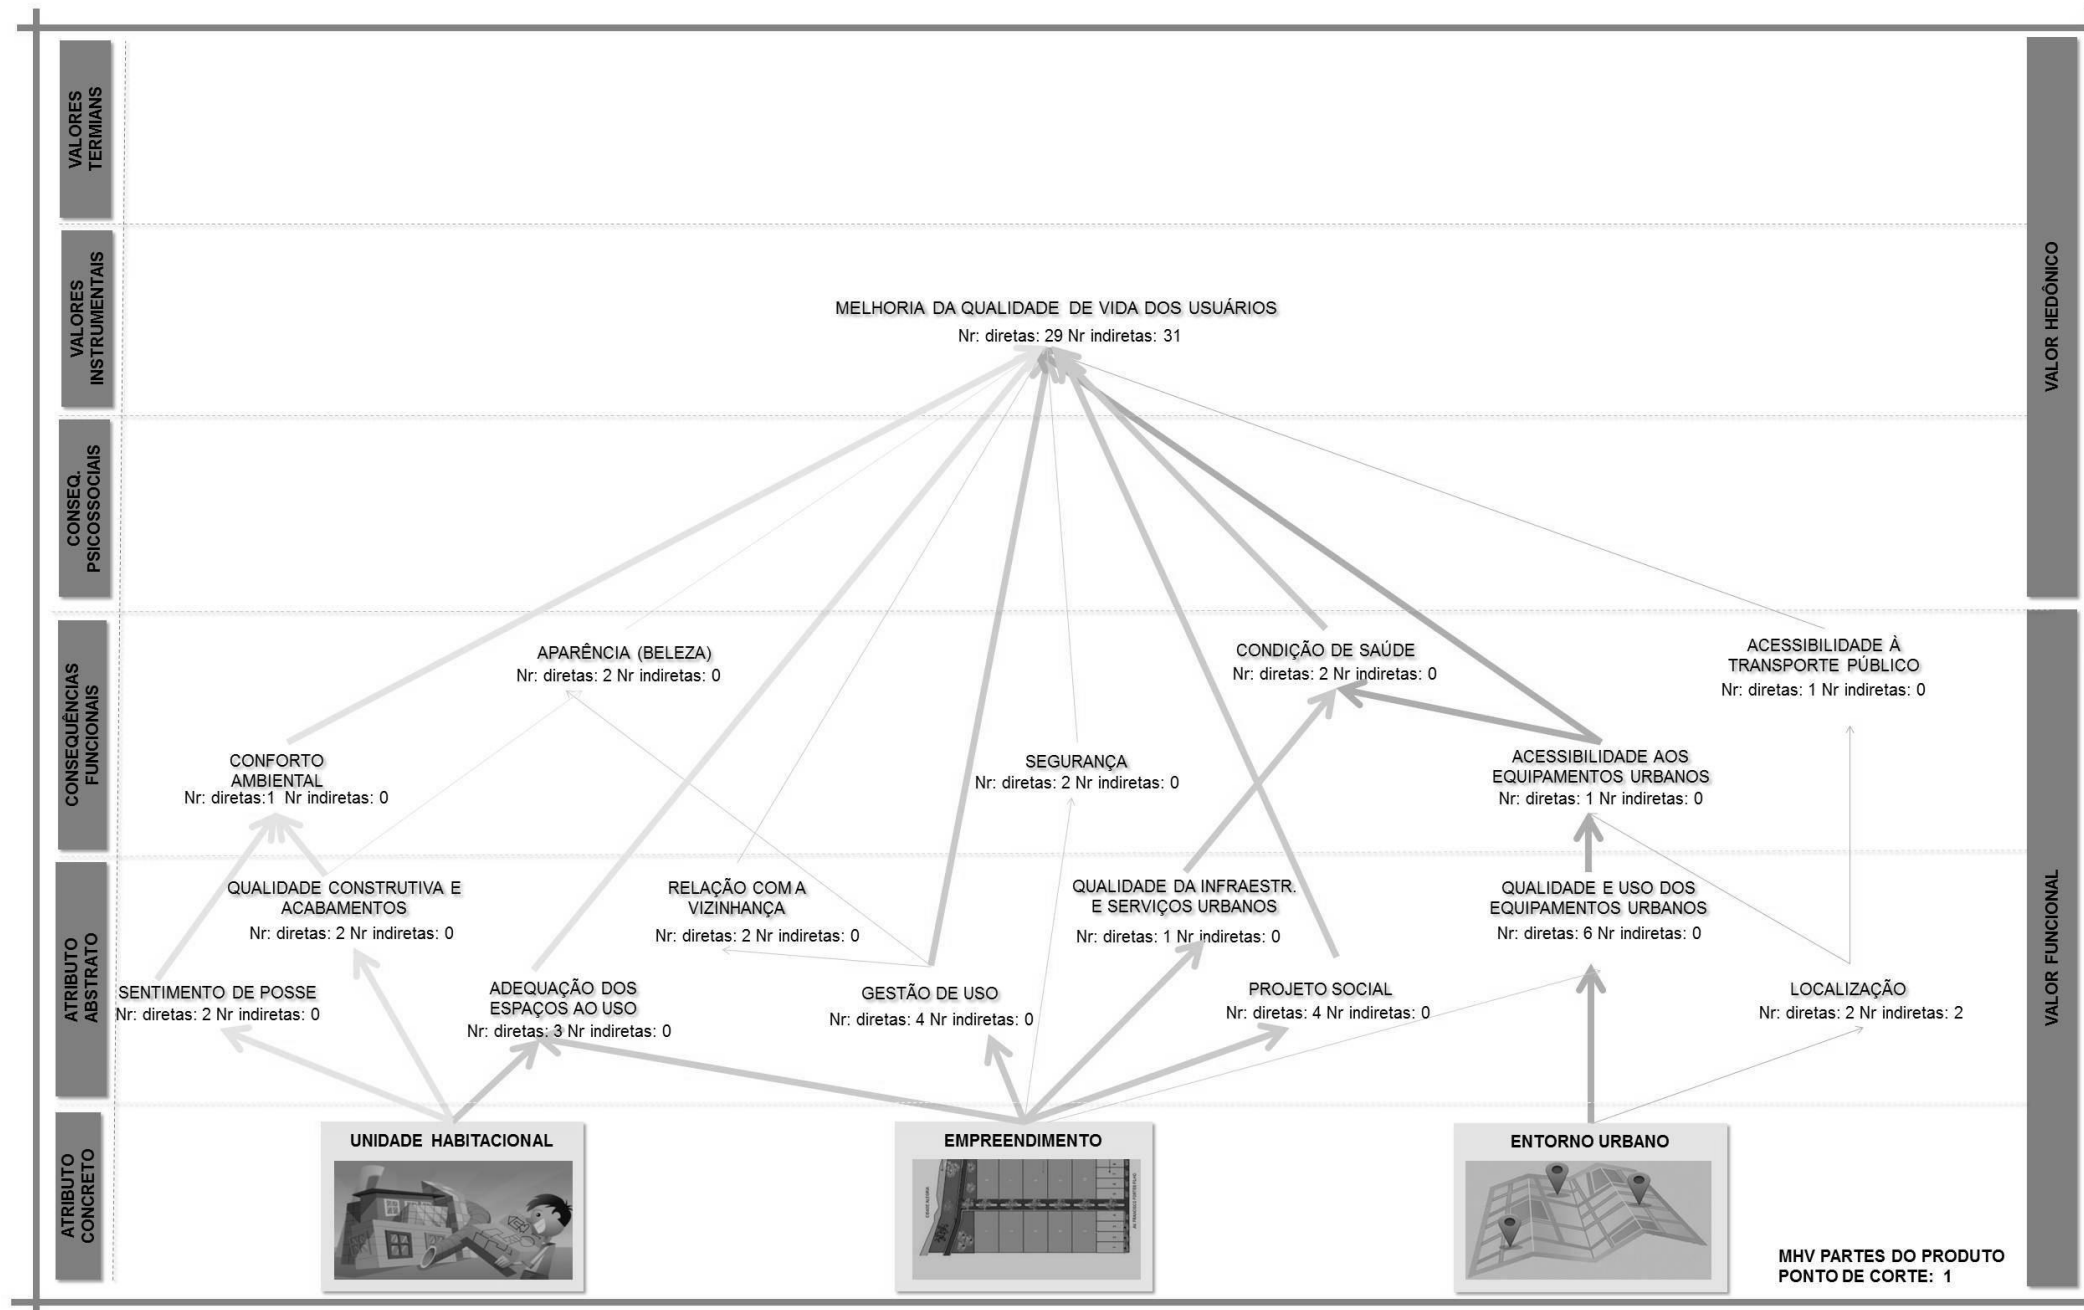 VALORES
TERMIANS
VALORES
INSTRUMENTAIS
CONSEQ.
PSICOSSOCIAIS
CONSEQUÊNCIAS
FUNCIONAIS
ATRIBUTO
ABSTRATO
ATRIBUTO
CONCRETO
VALOR HEDÔNICO
VALOR FUNCIONAL
MELHORIA DA QUALIDADE DE VIDA DOS USUÁRIOS
Nr: diretas: 29 Nr indiretas: 31
APARÊNCIA (BELEZA)
Nr: diretas: 2 Nr indiretas: 0
CONDIÇÃO DE SAÚDE
Nr: diretas: 2 Nr indiretas: 0
ACESSIBILIDADE À
TRANSPORTE PÚBLICO
Nr: diretas: 1 Nr indiretas: 0
CONFORTO
AMBIENTAL
Nr: diretas:1 Nr indiretas: 0
SEGURANÇA
Nr: diretas: 2 Nr indiretas: 0
ACESSIBILIDADE AOS
EQUIPAMENTOS URBANOS
Nr: diretas: 1 Nr indiretas: 0
QUALIDADE CONSTRUTIVA E
ACABAMENTOS
Nr: diretas: 2 Nr indiretas: 0
RELAÇÃO COM A
VIZINHANÇA
Nr: diretas: 2 Nr indiretas: 0
QUALIDADE DA INFRAESTR.
E SERVIÇOS URBANOS
Nr: diretas: 1 Nr indiretas: 0
QUALIDADE E USO DOS
EQUIPAMENTOS URBANOS
Nr: diretas: 6 Nr indiretas: 0
SENTIMENTO DE POSSE
Nr: diretas: 2 Nr indiretas: 0
ADEQUAÇÃO DOS
ESPAÇOS AO USO
Nr: diretas: 3 Nr indiretas: 0
GESTÃO DE USO
Nr: diretas: 4 Nr indiretas: 0
PROJETO SOCIAL
Nr: diretas: 4 Nr indiretas: 0
LOCALIZAÇÃO
Nr: diretas: 2 Nr indiretas: 2
UNIDADE HABITACIONAL
EMPREENDIMENTO
ENTORNO URBANO
MHV PARTES DO PRODUTO
PONTO DE CORTE: 1